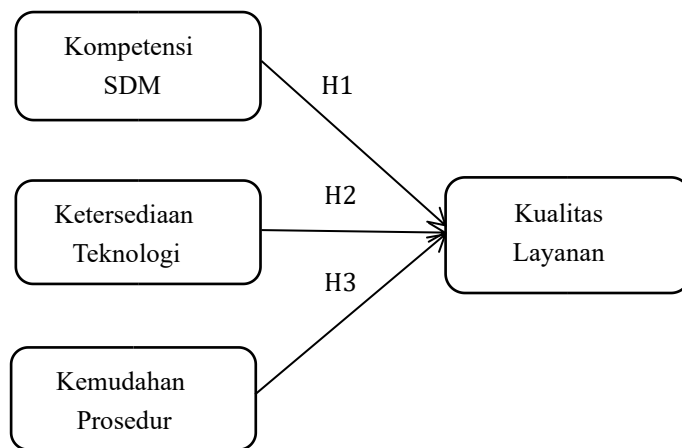 Kompetensi
SDM
H1
Ketersediaan
Teknologi
H2
Kualitas
Layanan
H3
Kemudahan
Prosedur